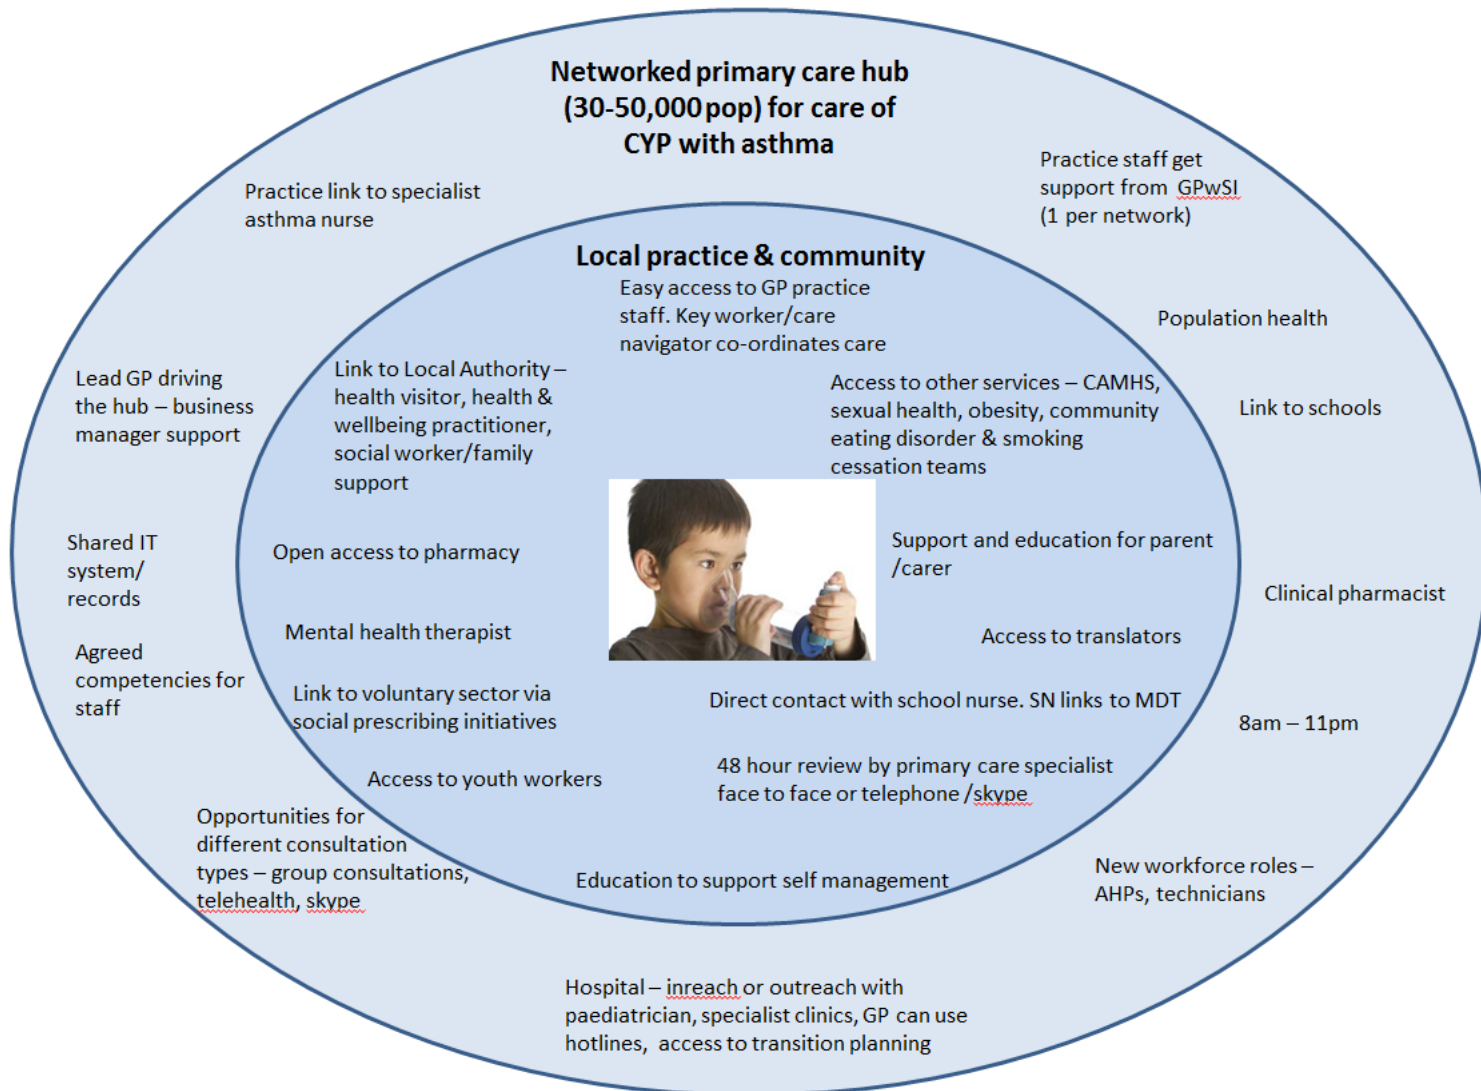 Networked primary care hub
(30-50,000 pop) for care of
CYP with asthma
Practice link to specialist
asthma nurse
Practice staff get
support from GPwSI
(1 per network)
Local practice & community
Easy access to GP practice
staff. Key worker/care
navigator co-ordinates care
Population health
Lead GP driving
the hub – business
manager support
Link to Local Authority –
health visitor, health &
wellbeing practitioner,
social worker/family
support
Access to other services – CAMHS,
sexual health, obesity, community
eating disorder & smoking
cessation teams
Link to schools
Shared IT
system/
records
Open access to pharmacy
Support and education for parent
/carer
Clinical pharmacist
Mental health therapist
Access to translators
Agreed
competencies for
staff
Link to voluntary sector via
social prescribing initiatives
Direct contact with school nurse. SN links to MDT
8am – 11pm
Access to youth workers
48 hour review by primary care specialist
face to face or telephone /skype
Opportunities for
different consultation
types – group consultations,
telehealth, skype
Education to support self management
New workforce roles –
AHPs, technicians
Hospital – inreach or outreach with
paediatrician, specialist clinics, GP can use
hotlines, access to transition planning